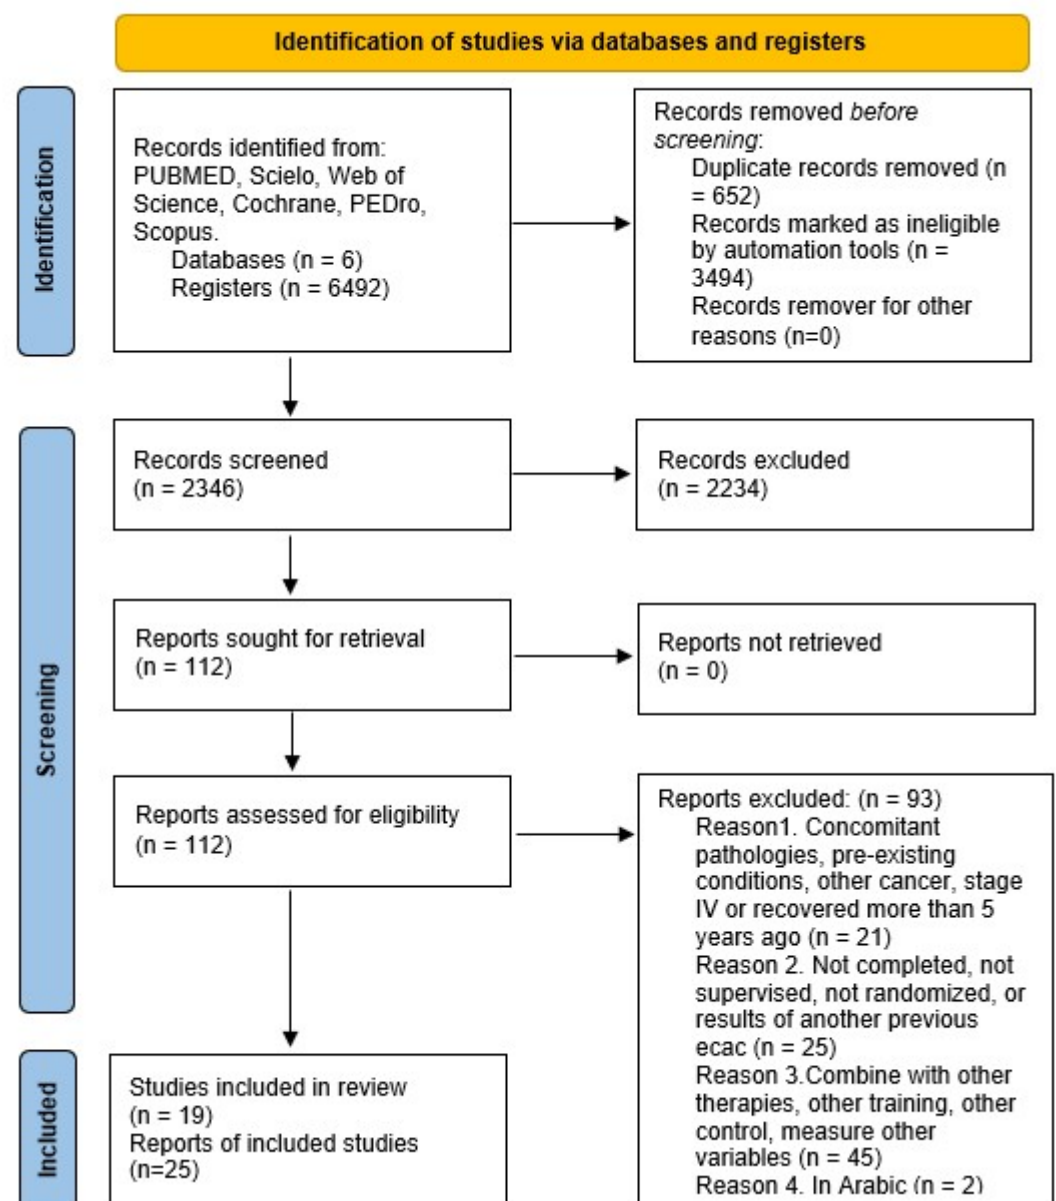 Identification of studies via databases and registers
Identification
Records identified from:
PUBMED, Scielo, Web of
Science, Cochrane, PEDro,
Scopus.
Databases (n = 6)
Registers (n = 6492)
Records removed before
screening:
Duplicate records removed (n
= 652)
Records marked as ineligible
by automation tools (n =
3494)
Records remover for other
reasons (n=0)
Screening
Records screened
(n = 2346)
Records excluded
(n = 2234)
Reports sought for retrieval
(n = 112)
Reports not retrieved
(n = 0)
Reports assessed for eligibility
(n = 112)
Reports excluded: (n = 93)
Reason1. Concomitant
pathologies, pre-existing
conditions, other cancer, stage
IV or recovered more than 5
years ago (n = 21)
Reason 2. Not completed, not
supervised, not randomized, or
results of another previous
ecac (n = 25)
Reason 3.Combine with other
therapies, other training, other
control, measure other
variables (n = 45)
Reason 4. In Arabic (n = 2)
Included
Studies included in review
(n = 19)
Reports of included studies
(n=25)